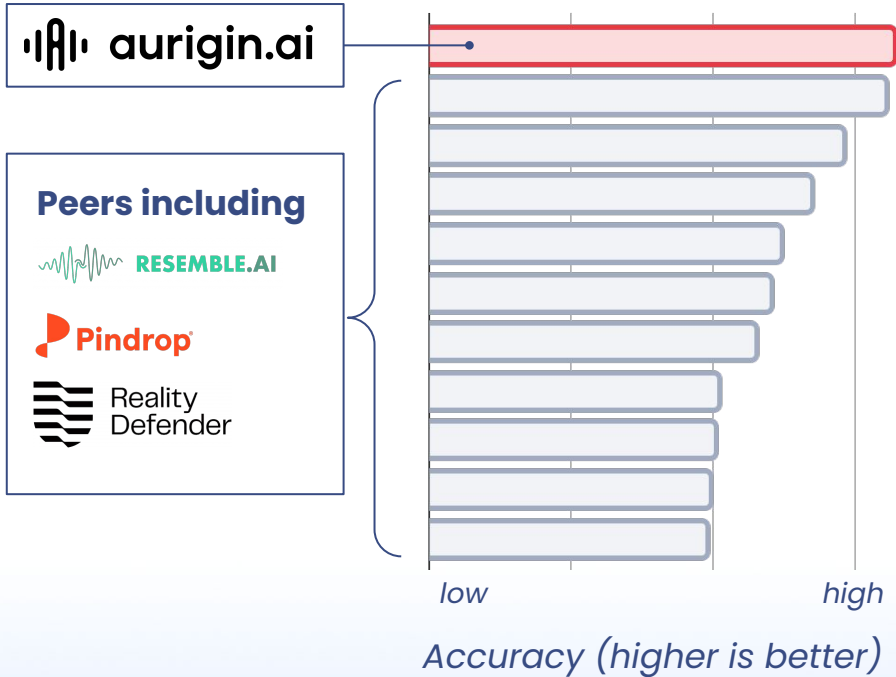 aurigin.ai
Peers including
RESEMBLE.AI
Pindrop
Reality
Defender
low
high
Accuracy (higher is better)